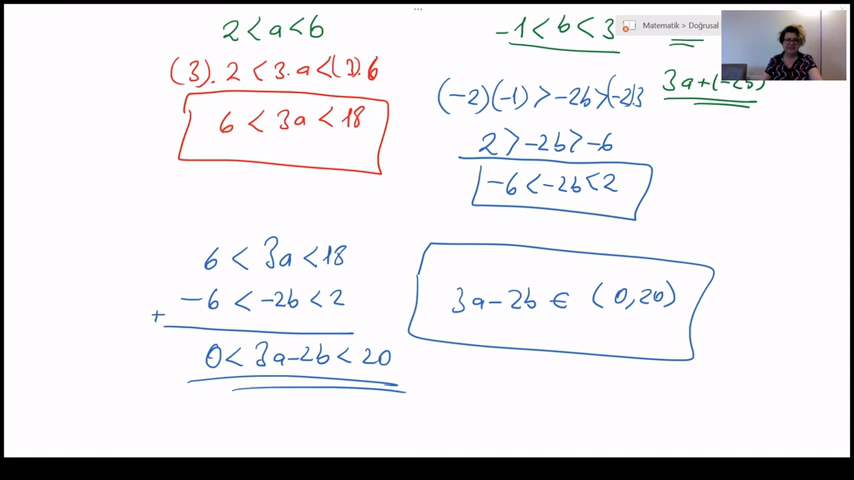 2 < a < b
-1 < b < 3
Matematik > Doğrusal
(3). 2 < 3.a < (3). 6
3a+(-2b)
(-2)(-1) > -2b > (-2)3
6 < 3a < 18
2 > -2b > -6
-6 < -2b < 2
6 < 3a < 18
-6 < -2b < 2
+
0 < 3a-2b < 20
3a-2b ∈ (0,20)